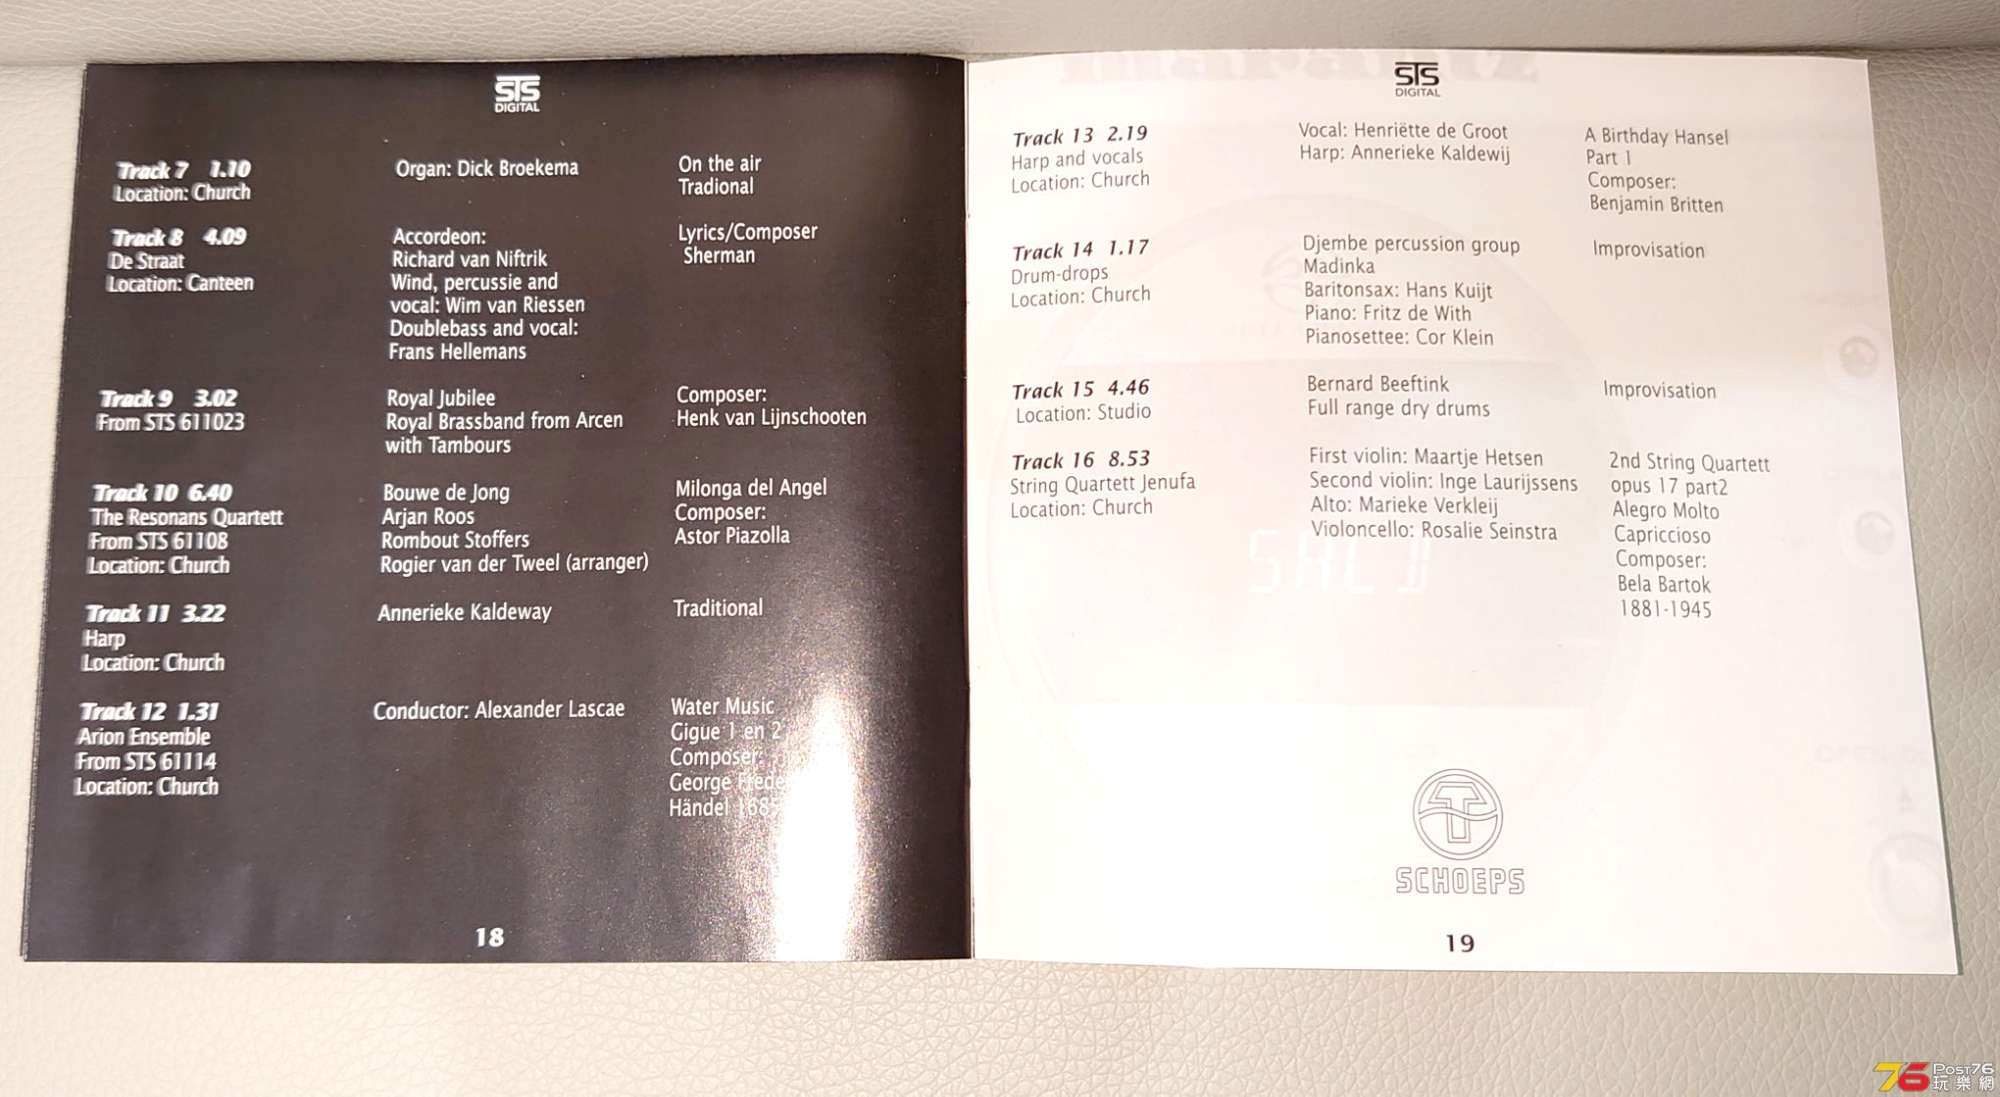 STS
DIGITAL
Track 7 1.10
Location: Church
Organ: Dick Broekema
On the air
Tradional
Track 8 4.09
De Straat
Location: Canteen
Accordeon:
Richard van Niftrik
Wind, percussie and
vocal: Wim van Riessen
Doublebass and vocal:
Frans Hellemans
Lyrics/Composer
Sherman
Track 9 3.02
From STS 611023
Royal Jubilee
Royal Brassband from Arcen
with Tambours
Composer:
Henk van Lijnschooten
Track 10 6.40
The Resonans Quartett
From STS 61108
Location: Church
Bouwe de Jong
Arjan Roos
Rombout Stoffers
Rogier van der Tweel (arranger)
Milonga del Angel
Composer:
Astor Piazolla
Track 11 3.22
Harp
Location: Church
Annerieke Kaldeway
Traditional
Track 12 1.31
Arion Ensemble
From STS 61114
Location: Church
Conductor: Alexander Lascae
Water Music
Gigue 1 en 2
Composer:
George
Händel 1685
18
STS
DIGITAL
Track 13 2.19
Harp and vocals
Location: Church
Vocal: Henriëtte de Groot
Harp: Annerieke Kaldewij
A Birthday Hansel
Part 1
Composer:
Benjamin Britten
Track 14 1.17
Drum-drops
Location: Church
Djembe percussion group
Madinka
Baritonsax: Hans Kuijt
Piano: Fritz de With
Pianosettee: Cor Klein
Improvisation
Track 15 4.46
Location: Studio
Bernard Beeftink
Full range dry drums
Improvisation
Track 16 8.53
String Quartett Jenufa
Location: Church
First violin: Maartje Hetsen
Second violin: Inge Laurijssens
Alto: Marieke Verkleij
Violoncello: Rosalie Seinstra
2nd String Quartett
opus 17 part2
Alegro Molto
Capriccioso
Composer:
Bela Bartok
1881-1945
SCHOEPS
19
76 Post76
玩樂網